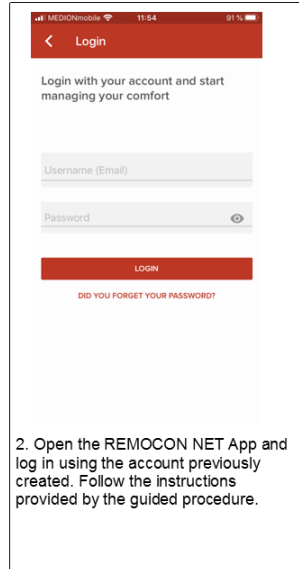 MEDIONmobile 11:54 91 %
Login
Login with your account and start
managing your comfort
Username (Email)
Password
LOGIN
DID YOU FORGET YOUR PASSWORD?
2. Open the REMOCON NET App and
log in using the account previously
created. Follow the instructions
provided by the guided procedure.